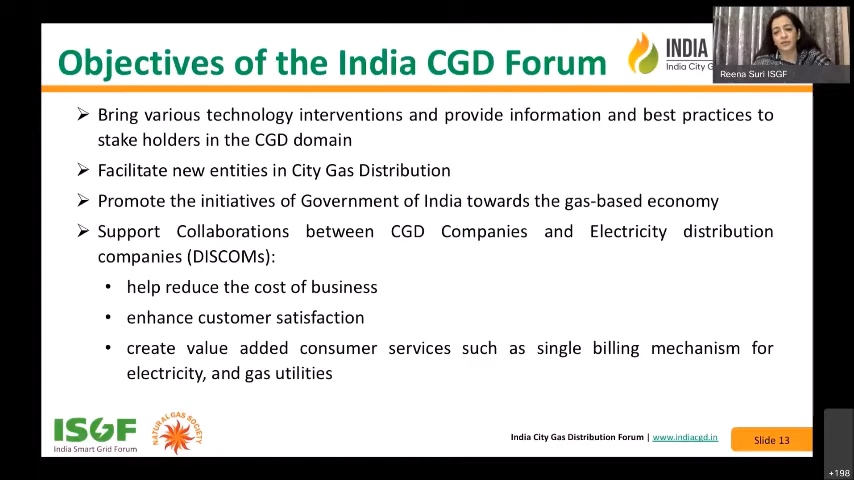 Objectives of the India CGD Forum
INDIA
India City G
Reena Suri ISGF
➢ Bring various technology interventions and provide information and best practices to
stake holders in the CGD domain
➢ Facilitate new entities in City Gas Distribution
➢ Promote the initiatives of Government of India towards the gas-based economy
➢ Support Collaborations between CGD Companies and Electricity distribution
companies (DISCOMs):
• help reduce the cost of business
• enhance customer satisfaction
• create value added consumer services such as single billing mechanism for
electricity, and gas utilities
ISGF
India Smart Grid Forum
NATURAL GAS SOCIETY
India City Gas Distribution Forum | www.indiacgd.in
Slide 13
+198